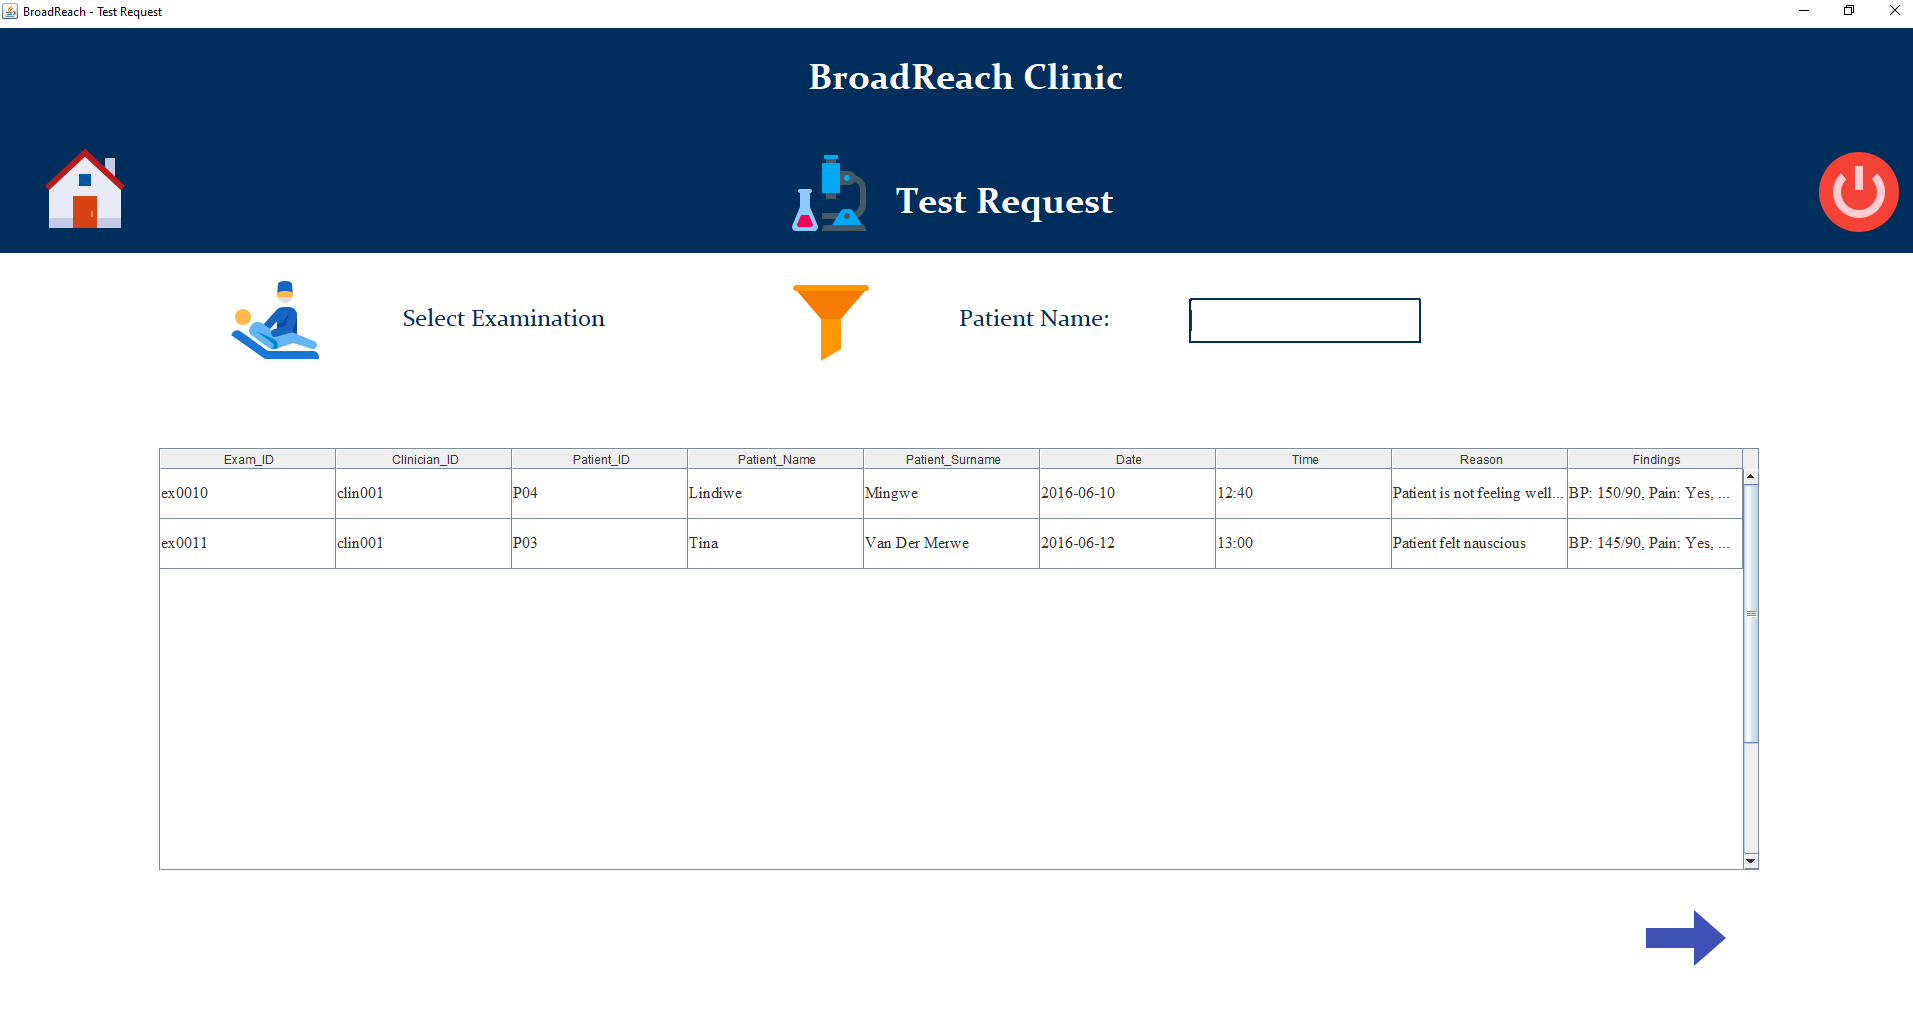 BroadReach - Test Request
BroadReach Clinic
Test Request
Select Examination
Patient Name:
Exam_ID Clinician_ID Patient_ID Patient_Name Patient_Surname Date Time Reason Findings
ex0010 clin001 P04 Lindiwe Mingwe 2016-06-10 12:40 Patient is not feeling well... BP: 150/90, Pain: Yes, ...
ex0011 clin001 P03 Tina Van Der Merwe 2016-06-12 13:00 Patient felt nauscious BP: 145/90, Pain: Yes, ...